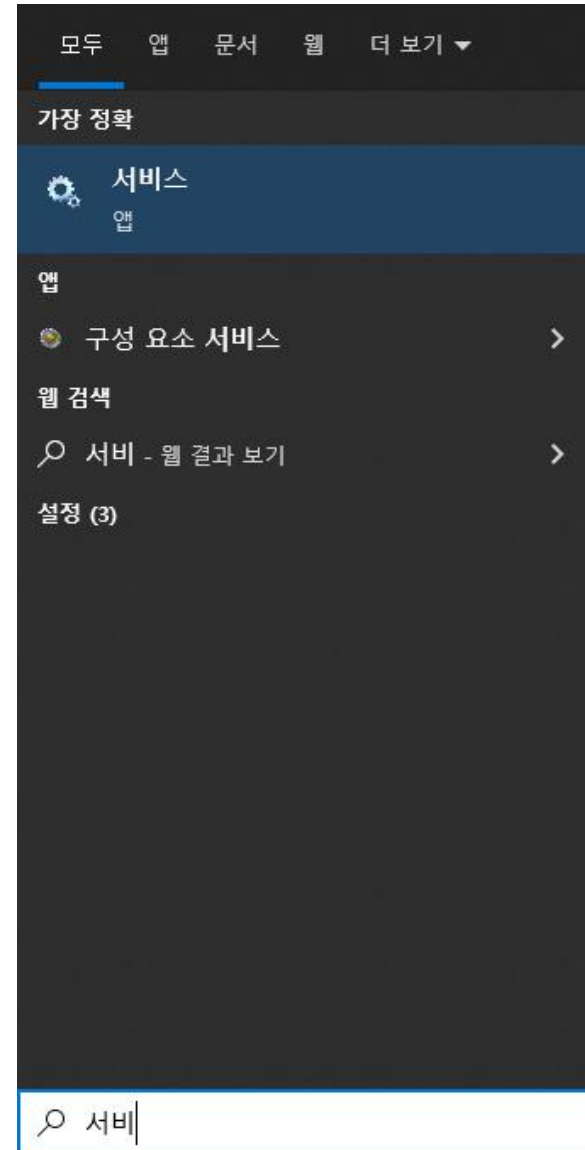 모두 앱 문서 웹 더 보기
가장 정확
서비스
앱
앱
구성 요소 서비스
웹 검색
서비 - 웹 결과 보기
설정 (3)
서비